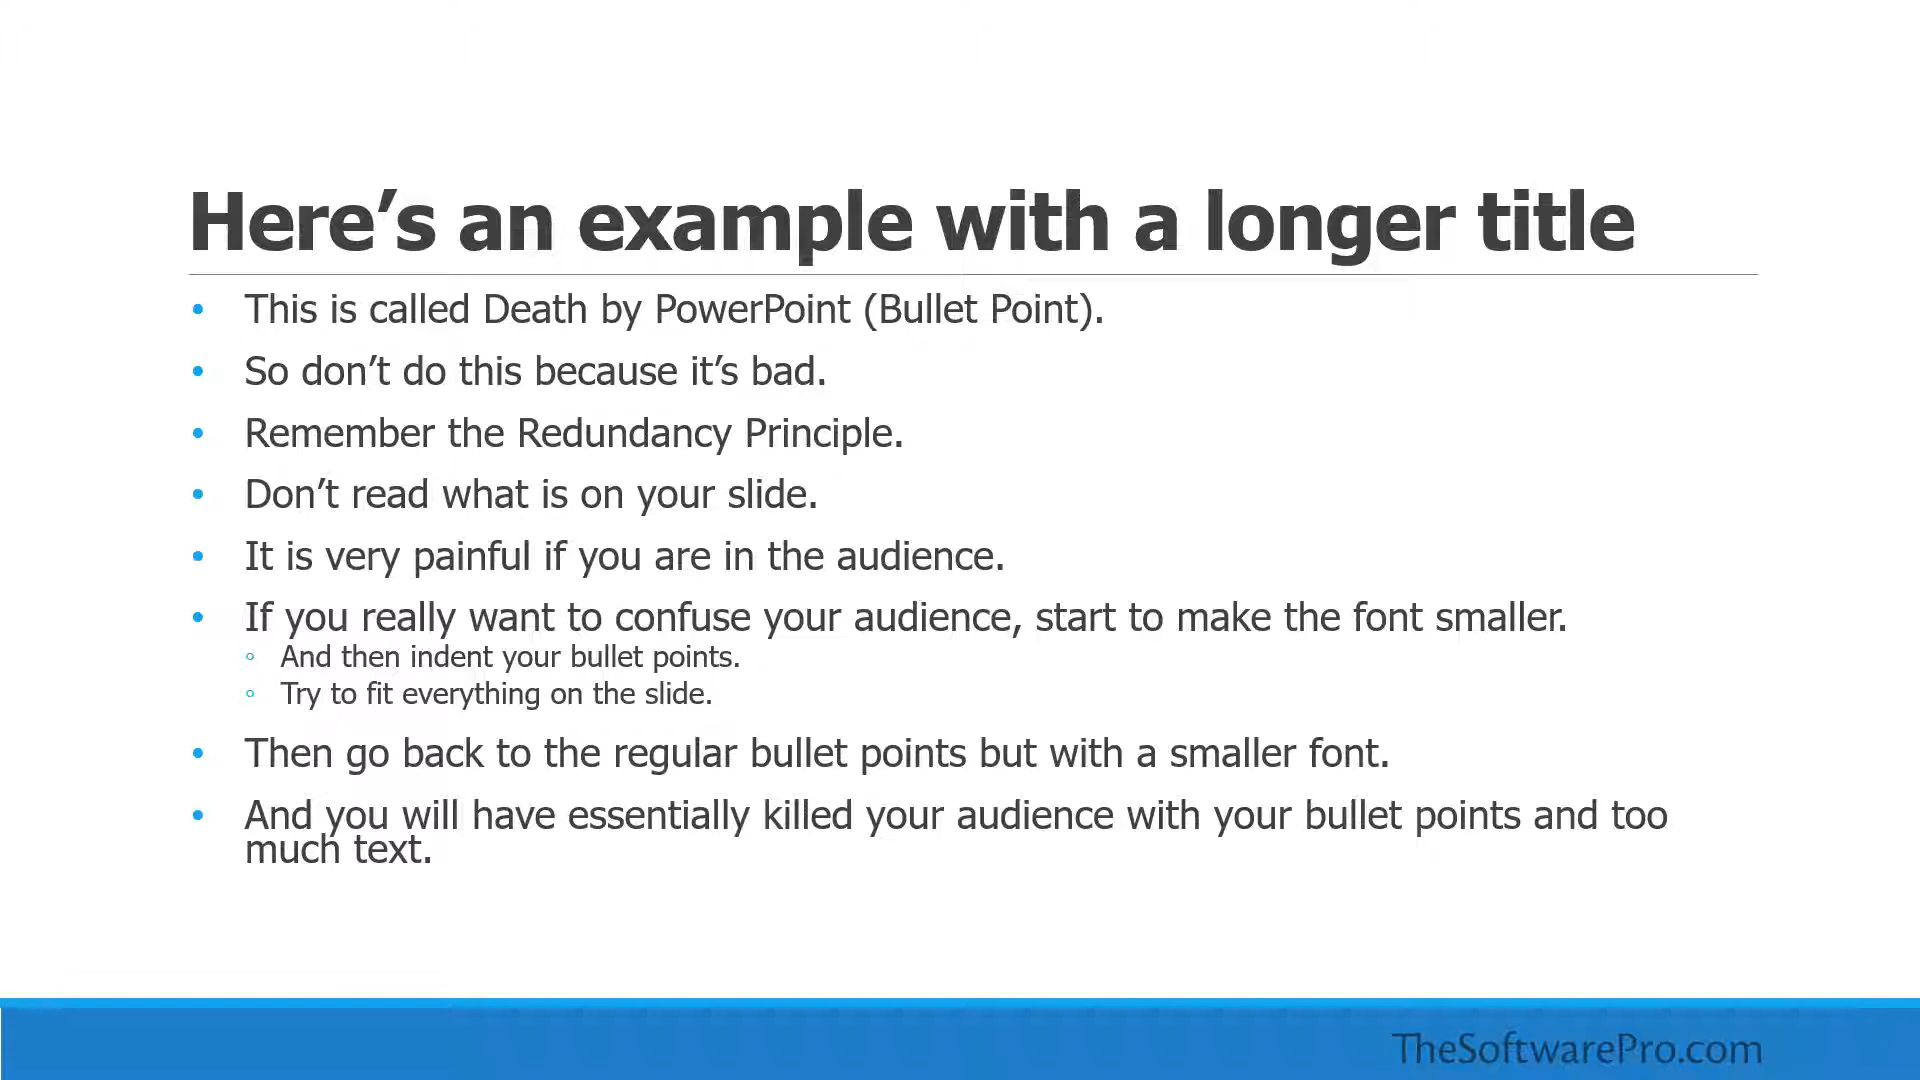 Here’s an example with a longer title
• This is called Death by PowerPoint (Bullet Point).
• So don’t do this because it’s bad.
• Remember the Redundancy Principle.
• Don’t read what is on your slide.
• It is very painful if you are in the audience.
• If you really want to confuse your audience, start to make the font smaller.
◦ And then indent your bullet points.
◦ Try to fit everything on the slide.
• Then go back to the regular bullet points but with a smaller font.
• And you will have essentially killed your audience with your bullet points and too
much text.
TheSoftwarePro.com